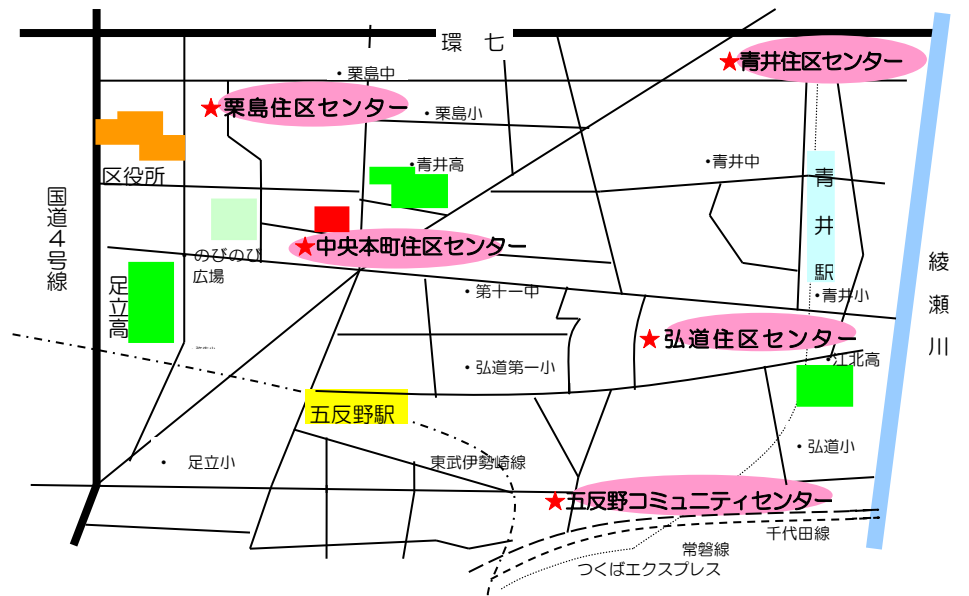 環 七
青井住区センター
・栗島中
栗島住区センター
・栗島小
・青井高
・青井中
区役所
青井駅
国道4号線
中央本町住区センター
のびのび
広場
綾瀬川
足立高
・第十一中
・青井小
弘道住区センター
・江北高
・弘道第一小
五反野駅
・弘道小
・ 足立小
東武伊勢崎線
五反野コミュニティセンター
千代田線
常磐線
つくばエクスプレス